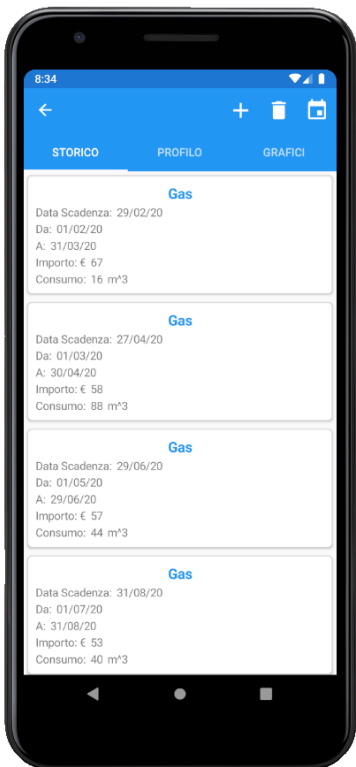 8:34
STORICO PROFILO GRAFICI
Gas
Data Scadenza: 29/02/20
Da: 01/02/20
A: 31/03/20
Importo: € 67
Consumo: 16 m^3
Gas
Data Scadenza: 27/04/20
Da: 01/03/20
A: 30/04/20
Importo: € 58
Consumo: 88 m^3
Gas
Data Scadenza: 29/06/20
Da: 01/05/20
A: 29/06/20
Importo: € 57
Consumo: 44 m^3
Gas
Data Scadenza: 31/08/20
Da: 01/07/20
A: 31/08/20
Importo: € 53
Consumo: 40 m^3